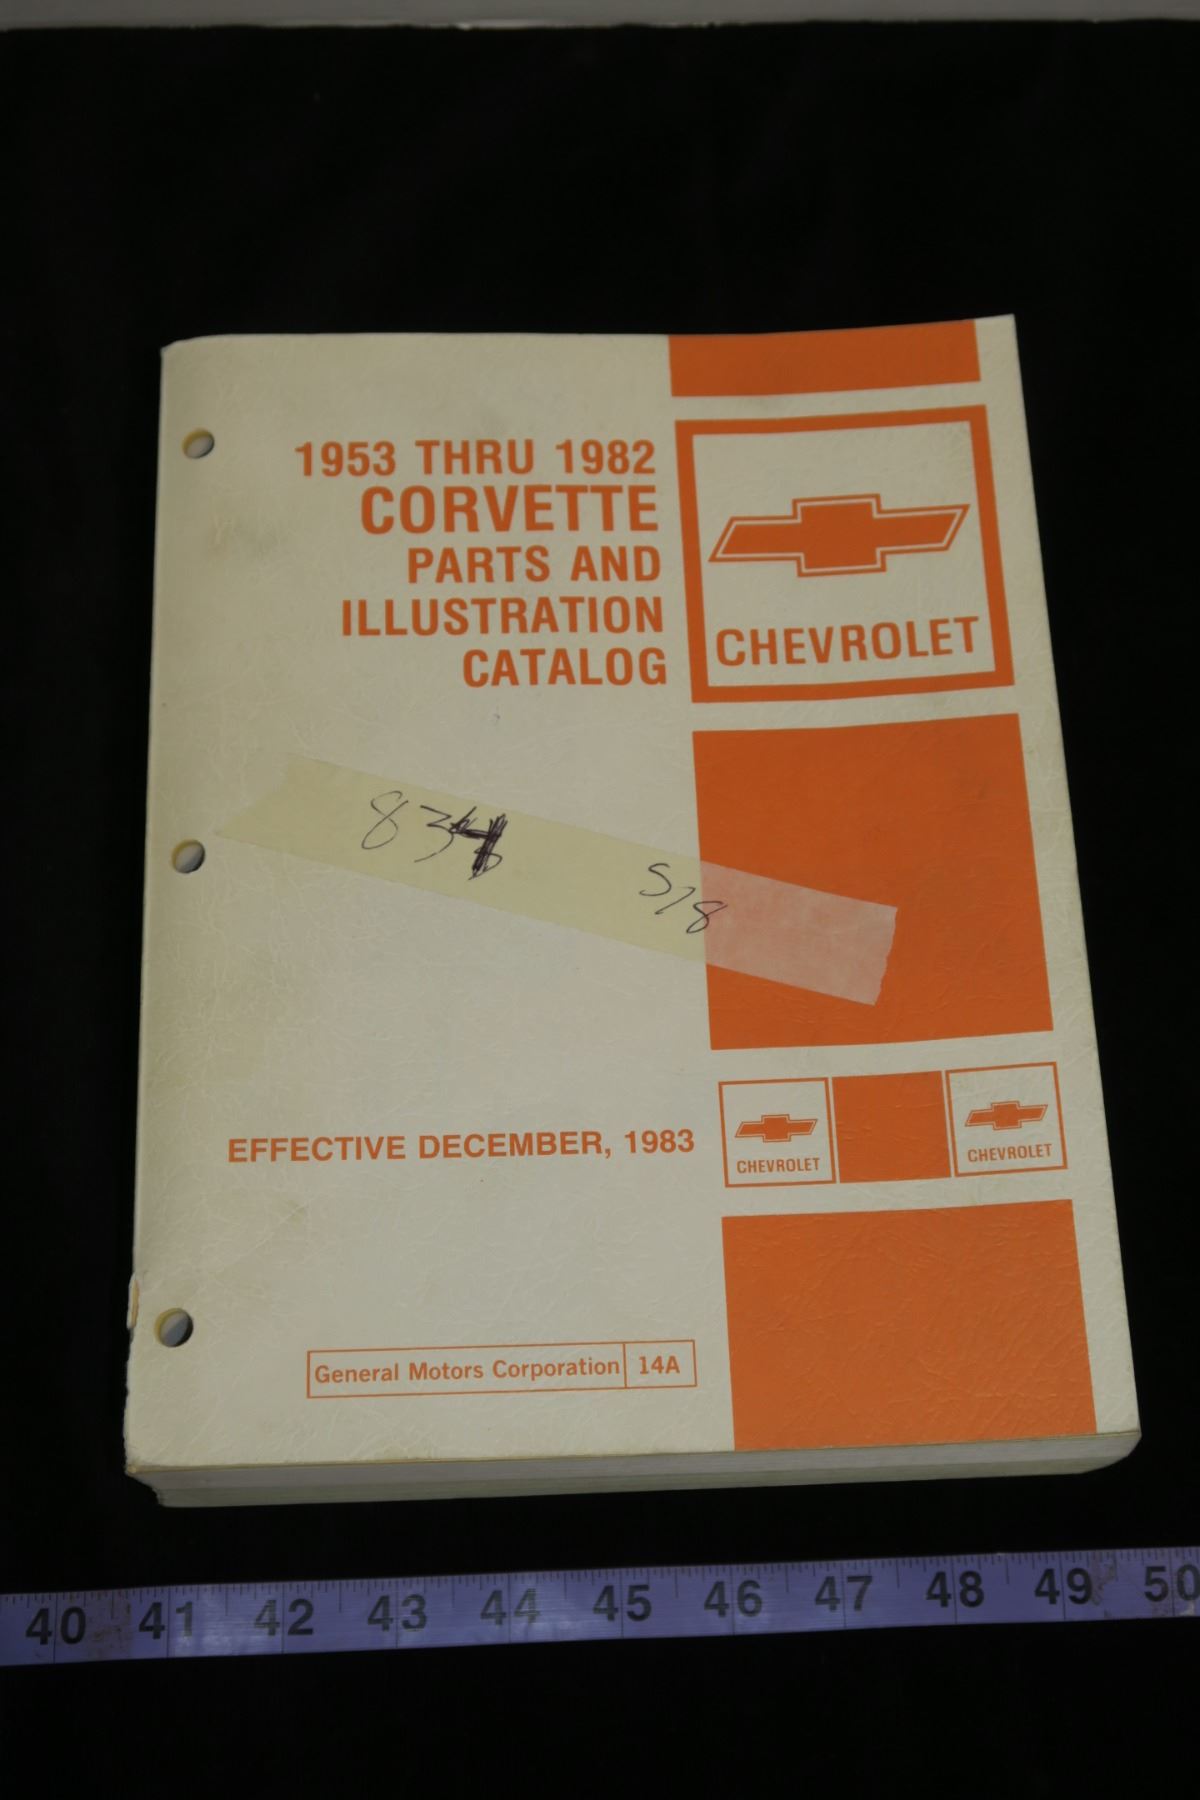 1953 THRU 1982
CORVETTE
PARTS AND
ILLUSTRATION
CATALOG
CHEVROLET
S78
EFFECTIVE DECEMBER, 1983
CHEVROLET
CHEVROLET
General Motors Corporation 14A
40 41 42 43 44 45 46 47 48 49 50